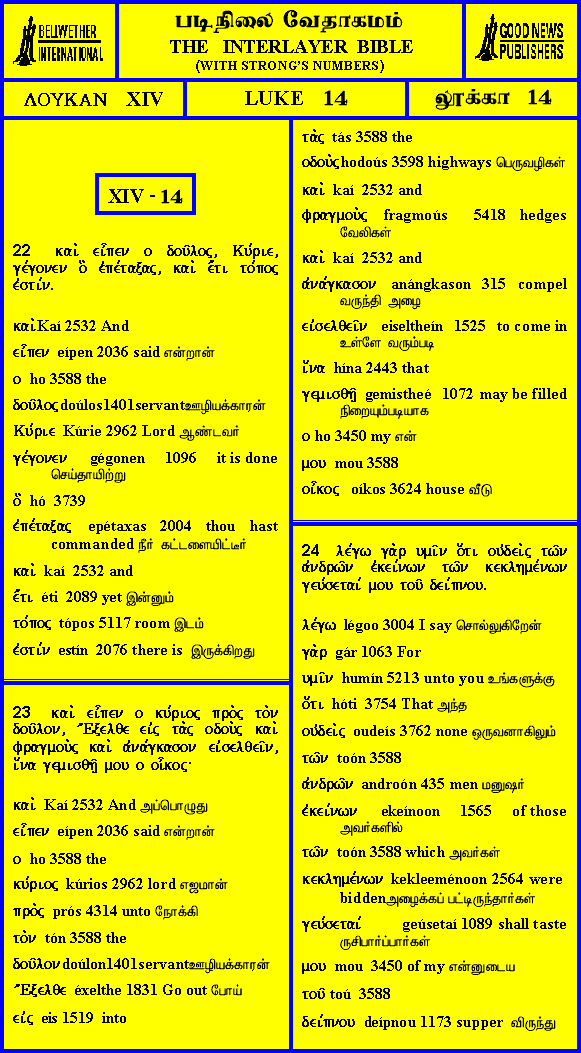 BELLWETHER
INTERNATIONAL
படிநிலை வேதாகமம்
THE INTERLAYER BIBLE
(WITH STRONG'S NUMBERS)
GOOD NEWS
PUBLISHERS
ΛΟΥΚΑΝ XIV
LUKE 14
லூக்கா 14
XIV - 14
22 καὶ εἶπεν ο δοῦλος, Κύριε,
γέγονεν ὃ ἐπέταξας, καὶ ἔτι τόπος
ἐστίν.
καὶ Kaí 2532 And
εἶπεν eípen 2036 said என்றான்
ο ho 3588 the
δοῦλος doúlos1401servantஊழியக்காரன்
Κύριε Kúrie 2962 Lord ஆண்டவர்
γέγονεν gégonen 1096 it is done
செய்தாயிற்று
ὃ hó 3739
ἐπέταξας epétaxas 2004 thou hast
commanded நீர் கட்டளையிட்டீர்
καὶ kaí 2532 and
ἔτι éti 2089 yet இன்னும்
τόπος tópos 5117 room இடம்
ἐστίν estín 2076 there is இருக்கிறது
23 καὶ εἶπεν ο κύριος πρὸς τὸν
δοῦλον, Ἔξελθε εἰς τὰς οδοὺς καὶ
φραγμοὺς καὶ ἀνάγκασον εἰσελθεῖν,
ἵνα γεμισθῇ μου ο οἶκος·
καὶ Kaí 2532 And அப்பொழுது
εἶπεν eípen 2036 said என்றான்
ο ho 3588 the
κύριος kúrios 2962 lord எஜமான்
πρὸς prós 4314 unto நோக்கி
τὸν tón 3588 the
δοῦλον doúlon1401servantஊழியக்காரன்
Ἔξελθε éxelthe 1831 Go out போய்
εἰς eis 1519 into
τὰς tás 3588 the
οδοὺς hodoús 3598 highways பெருவழிகள்
καὶ kaí 2532 and
φραγμοὺς fragmoús 5418 hedges
வேலிகள்
καὶ kaí 2532 and
ἀνάγκασον anángkason 315 compel
வருந்தி அழை
εἰσελθεῖν eiseltheín 1525 to come in
உள்ளே வரும்படி
ἵνα hína 2443 that
γεμισθῇ gemistheé 1072 may be filled
நிறையும்படியாக
ο ho 3450 my என்
μου mou 3588
οἶκος oíkos 3624 house வீடு
24 λέγω γὰρ υμῖν ὅτι οὐδεὶς τῶν
ἀνδρῶν ἐκείνων τῶν κεκλημένων
γεύσεταί μου τοῦ δείπνου.
λέγω légoo 3004 I say சொல்லுகிறேன்
γὰρ gár 1063 For
υμῖν humín 5213 unto you உங்களுக்கு
ὅτι hóti 3754 That அந்த
οὐδεὶς oudeís 3762 none ஒருவனாகிலும்
τῶν toón 3588
ἀνδρῶν androón 435 men மனுஷர்
ἐκείνων ekeínoon 1565 of those
அவர்களில்
τῶν toón 3588 which அவர்கள்
κεκλημένων kekleeménoon 2564 were
biddenஅழைக்கப் பட்டிருந்தார்கள்
γεύσεταί geúsetaí 1089 shall taste
ருசிபார்ப்பார்கள்
μου mou 3450 of my என்னுடைய
τοῦ toú 3588
δείπνου deípnou 1173 supper விருந்து